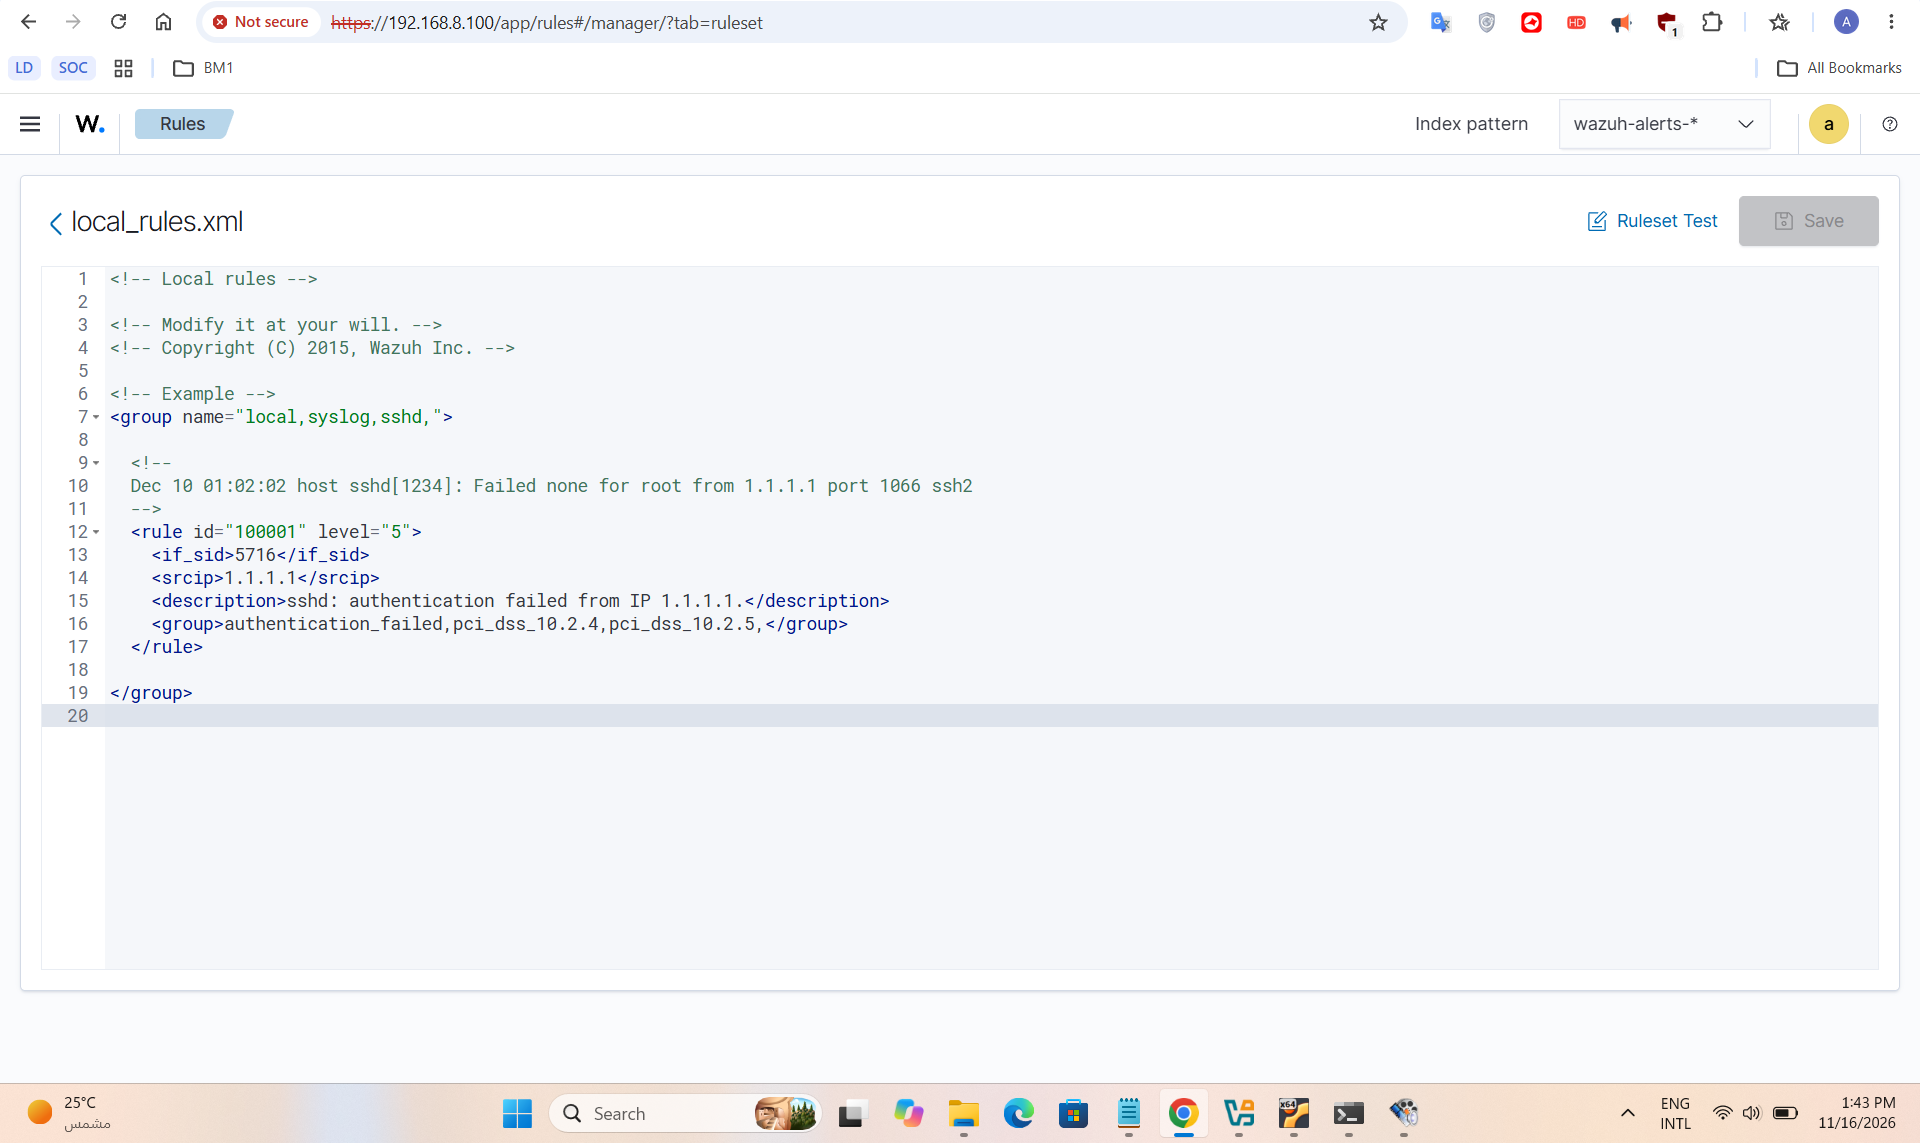 Not secure
https://192.168.8.100/app/rules#/manager/?tab=ruleset
HD
1
A
LD
SOC
BM1
All Bookmarks
W.
Rules
Index pattern
wazuh-alerts-*
a
local_rules.xml
Ruleset Test
Save
1 <!-- Local rules -->
2
3 <!-- Modify it at your will. -->
4 <!-- Copyright (C) 2015, Wazuh Inc. -->
5
6 <!-- Example -->
7 <group name="local,syslog,sshd,">
8
9 <!--
10 Dec 10 01:02:02 host sshd[1234]: Failed none for root from 1.1.1.1 port 1066 ssh2
11 -->
12 <rule id="100001" level="5">
13 <if_sid>5716</if_sid>
14 <srcip>1.1.1.1</srcip>
15 <description>sshd: authentication failed from IP 1.1.1.1.</description>
16 <group>authentication_failed,pci_dss_10.2.4,pci_dss_10.2.5,</group>
17 </rule>
18
19 </group>
20
25°C
مشمس
Search
x64
ENG
INTL
1:43 PM
11/16/2026